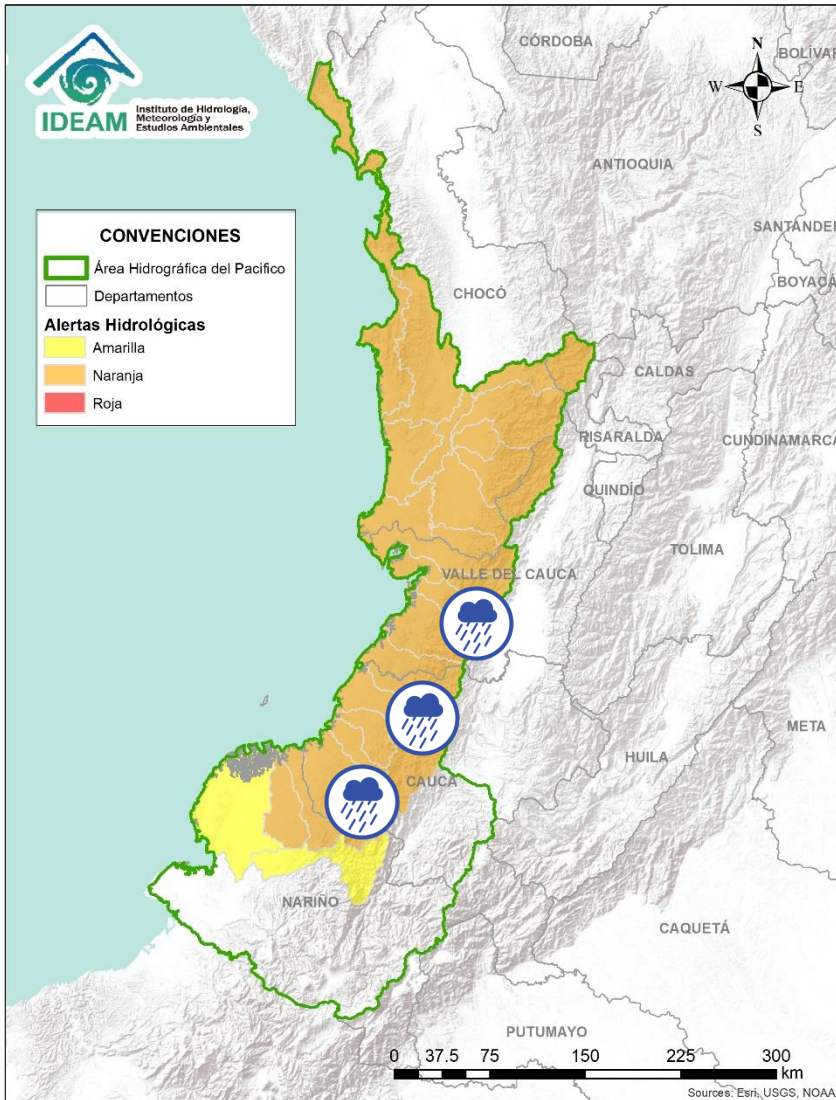 IDEAM
Instituto de Hidrología,
Meteorología y
Estudios Ambientales
CÓRDOBA
BOLÍVAR
N
W
E
S
ANTIOQUIA
SANTANDER
BOYACÁ
CONVENCIONES
Área Hidrográfica del Pacifico
Departamentos
Alertas Hidrológicas
Amarilla
Naranja
Roja
CHOCÓ
CALDAS
RISARALDA
CUNDINAMARCA
QUINDÍO
TOLIMA
VALLE DEL CAUCA
META
HUILA
CAUCA
NARIÑO
CAQUETÁ
PUTUMAYO
0 37.5 75 150 225 300
km
Sources: Esri, USGS, NOAA